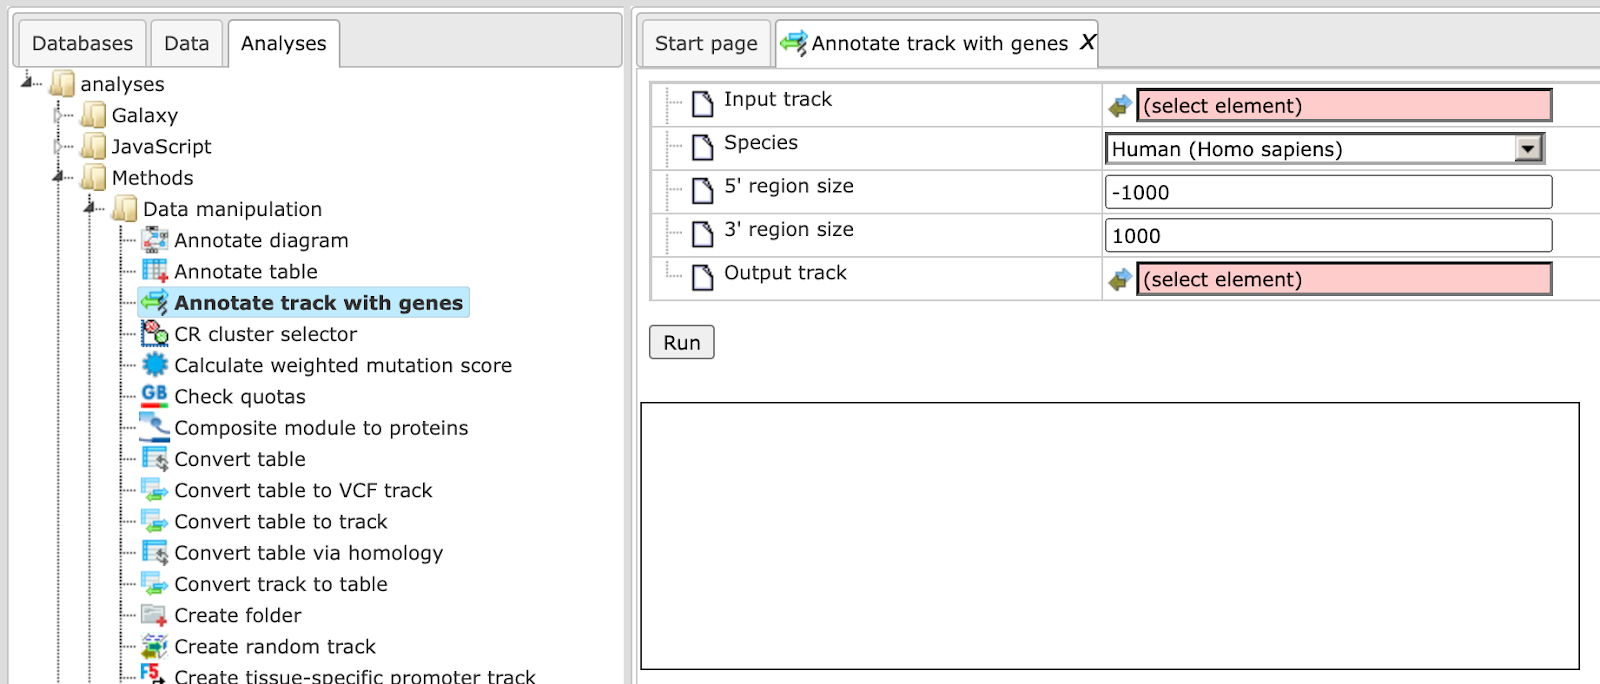 Databases
Data
Analyses
analyses
Galaxy
JavaScript
Methods
Data manipulation
Annotate diagram
Annotate table
Annotate track with genes
CR cluster selector
Calculate weighted mutation score
GB
Check quotas
Composite module to proteins
Convert table
Convert table to VCF track
Convert table to track
Convert table via homology
Convert track to table
Create folder
Create random track
F5
Create tissue-specific promoter track
Start page
Annotate track with genes X
Input track
(select element)
Species
Human (Homo sapiens)
5' region size
-1000
3' region size
1000
Output track
(select element)
Run